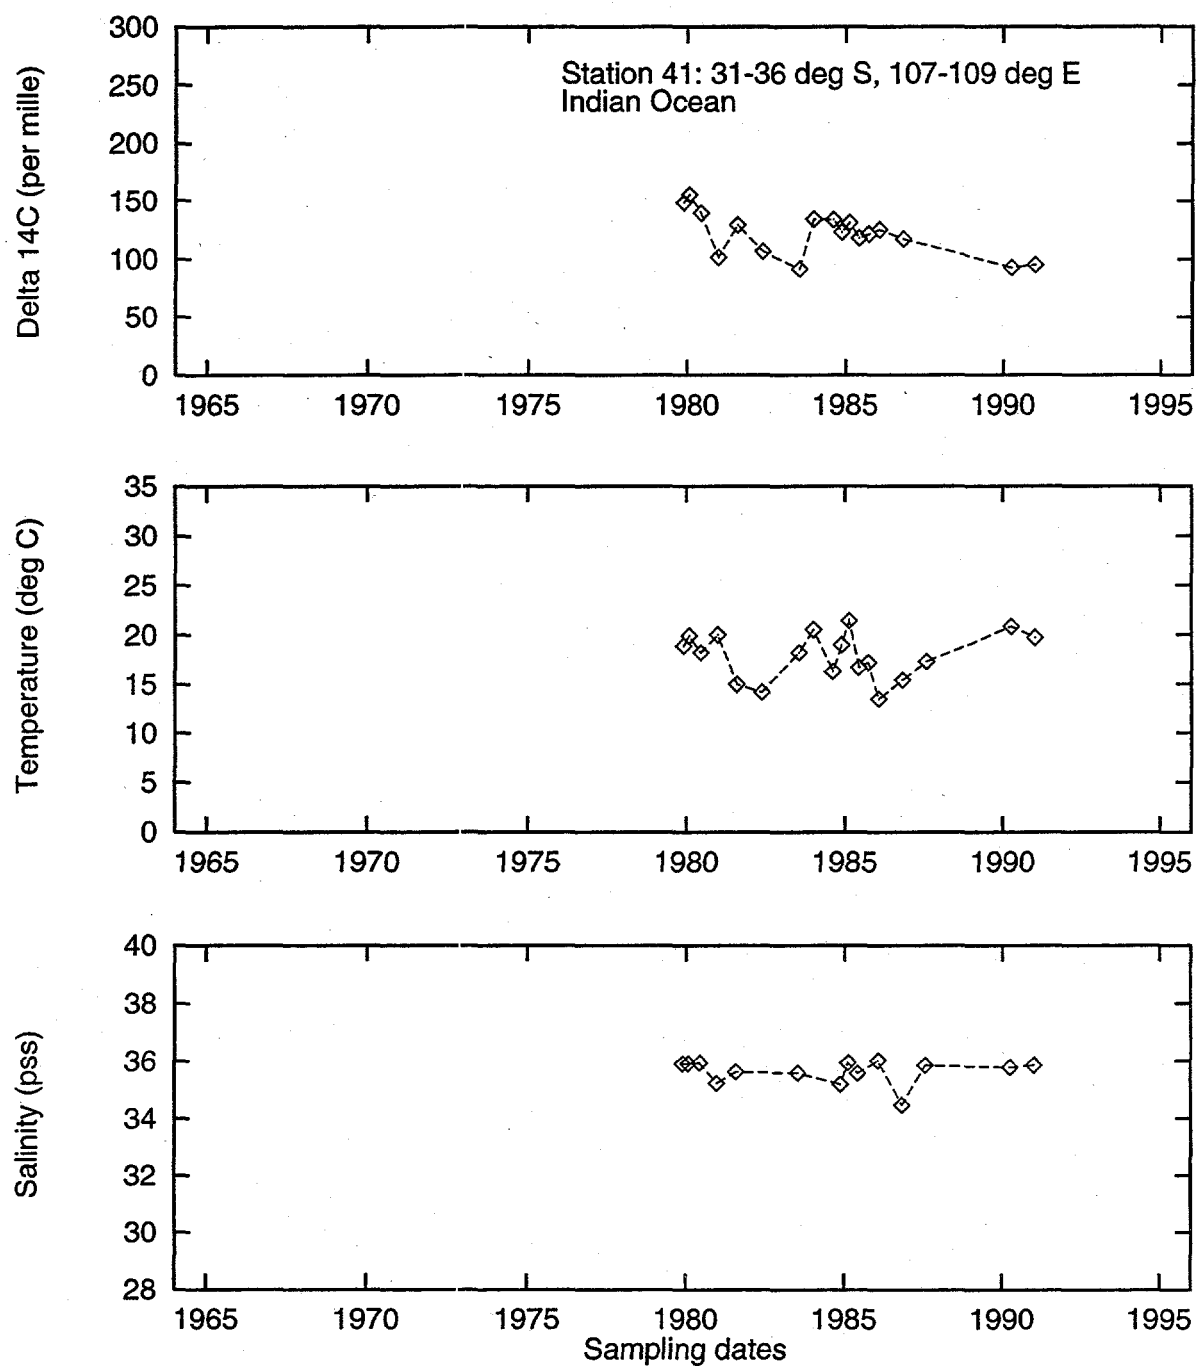 300
250
200
150
100
50
0
Delta 14C (per mille)
Station 41: 31-36 deg S, 107-109 deg E
Indian Ocean
1965 1970 1975 1980 1985 1990 1995
35
30
25
20
15
10
5
0
Temperature (deg C)
1965 1970 1975 1980 1985 1990 1995
40
38
36
34
32
30
28
Salinity (pss)
1965 1970 1975 1980 1985 1990 1995
Sampling dates